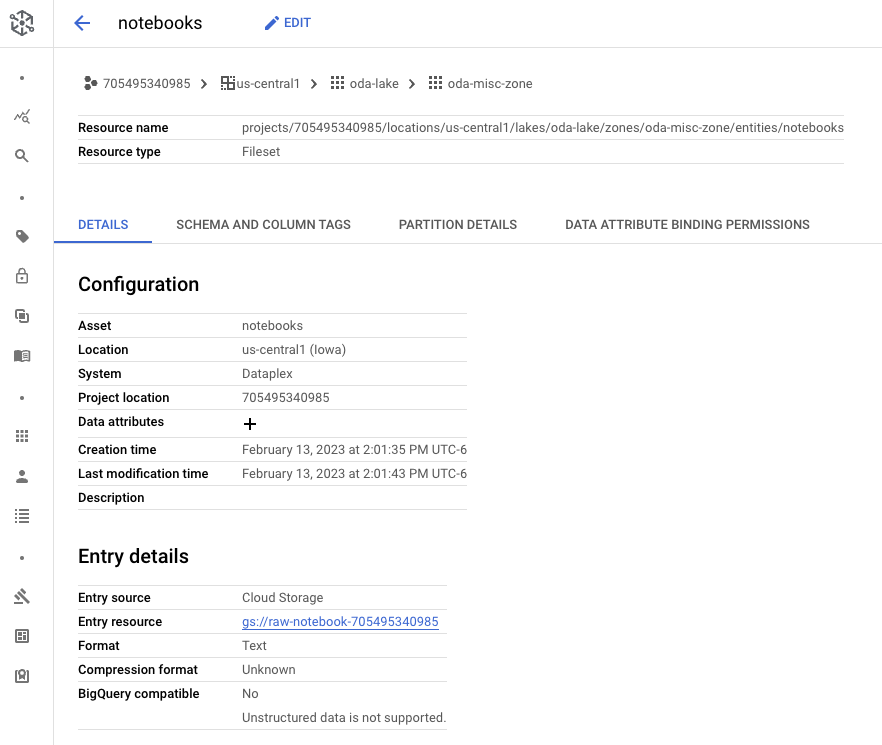 notebooks EDIT
705495340985 us-central1 oda-lake oda-misc-zone
Resource name projects/705495340985/locations/us-central1/lakes/oda-lake/zones/oda-misc-zone/entities/notebooks
Resource type Fileset
DETAILS SCHEMA AND COLUMN TAGS PARTITION DETAILS DATA ATTRIBUTE BINDING PERMISSIONS
Configuration
Asset notebooks
Location us-central1 (Iowa)
System Dataplex
Project location 705495340985
Data attributes
Creation time February 13, 2023 at 2:01:35 PM UTC-6
Last modification time February 13, 2023 at 2:01:43 PM UTC-6
Description
Entry details
Entry source Cloud Storage
Entry resource gs://raw-notebook-705495340985
Format Text
Compression format Unknown
BigQuery compatible No
Unstructured data is not supported.